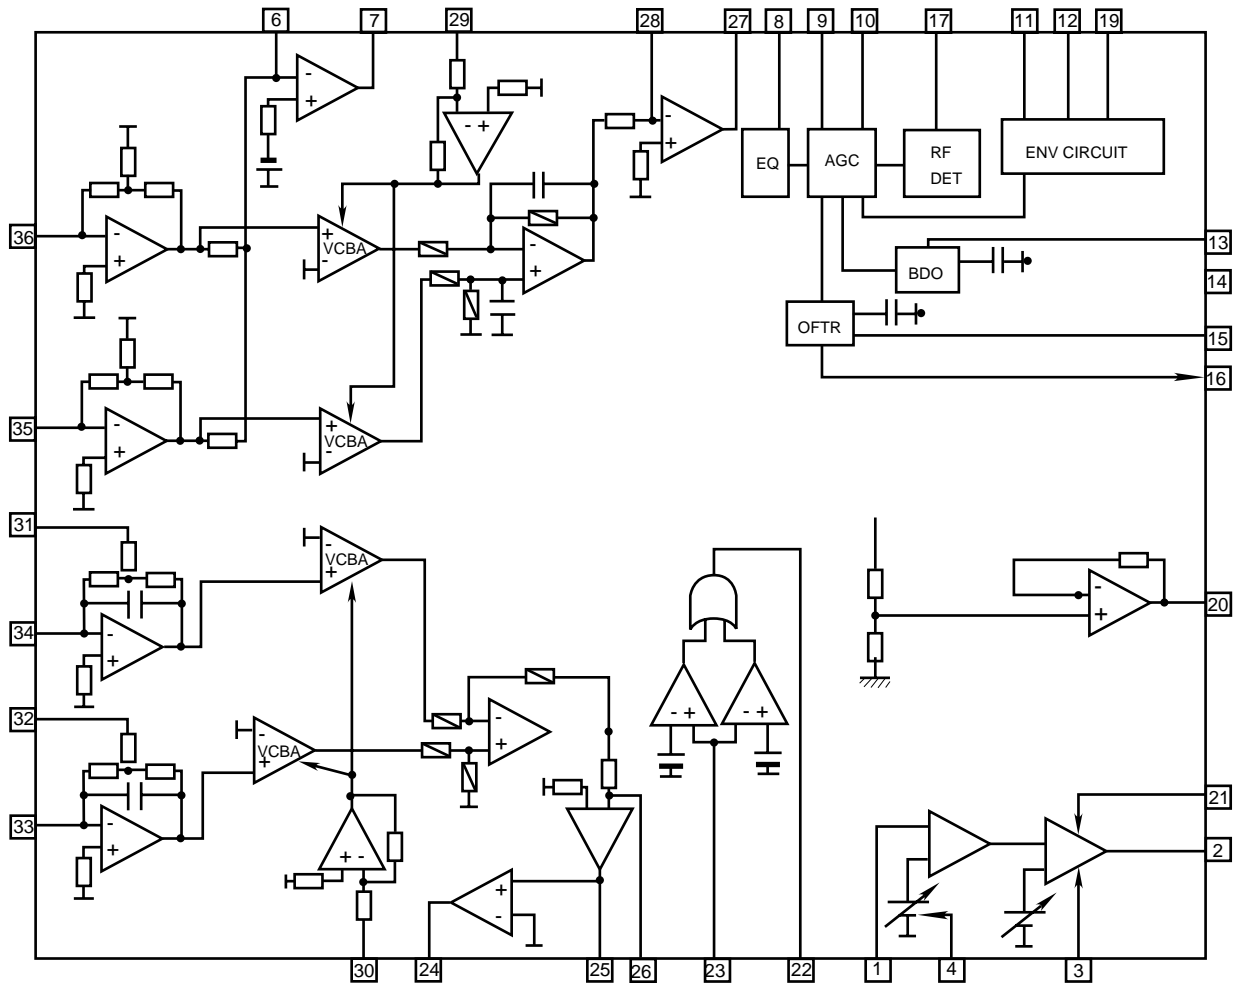 6 7 29 28 27 8 9 10 17 11 12 19
- +
- +
- +
EQ AGC RF DET ENV CIRCUIT
36 - +
+ VCBA -
- +
13
BDO
14
OFTR
15
16
35 - +
+ VCBA -
31
- VCBA +
34 - +
20
- +
32
- VCBA +
- +
- + - +
33 - +
+ -
21
2
+ -
30 24 25 26 23 22 1 4 3